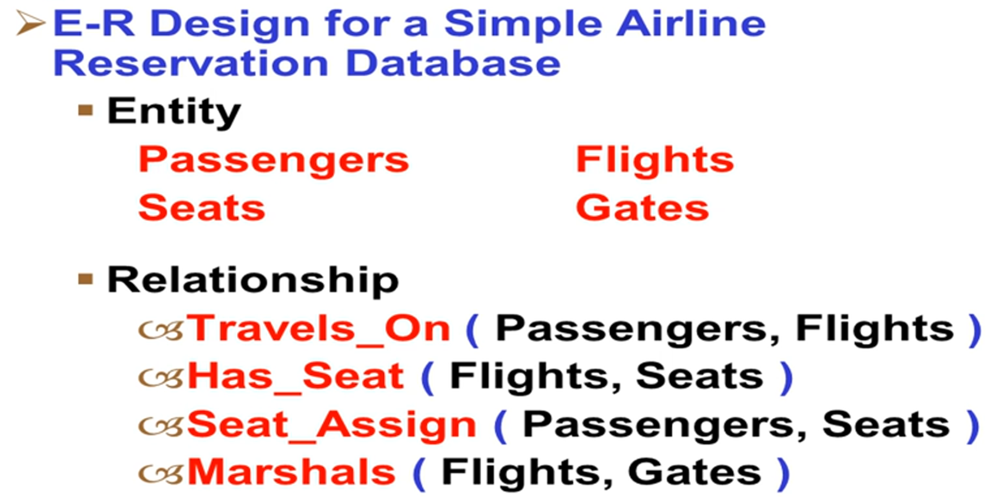 E-R Design for a Simple Airline
Reservation Database
Entity
Passengers Flights
Seats Gates
Relationship
Travels_On ( Passengers, Flights )
Has_Seat ( Flights, Seats )
Seat_Assign ( Passengers, Seats )
Marshals ( Flights, Gates )